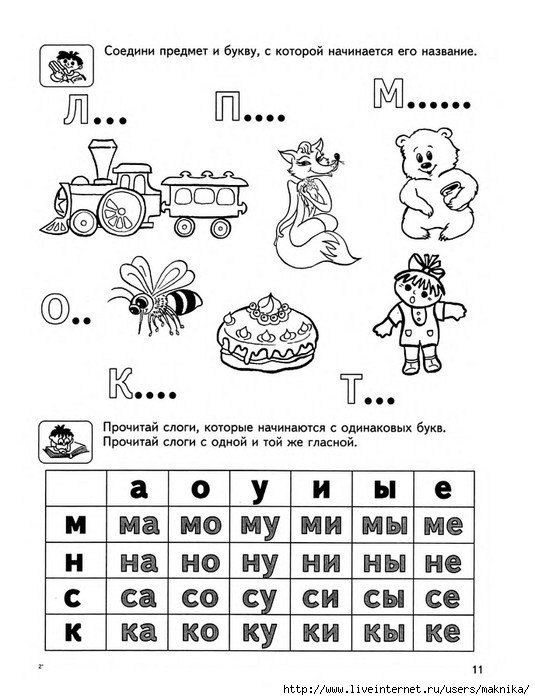 Соедини предмет и букву, с которой начинается его название.
Л...
П....
М......
О..
К....
Т...
Прочитай слоги, которые начинаются с одинаковых букв.
Прочитай слоги с одной и той же гласной.
а о у и ы е
м ма мо му ми мы ме
н на но ну ни ны не
с са со су си сы се
к ка ко ку ки кы ке
2*
11
http://www.liveinternet.ru/users/naknika/